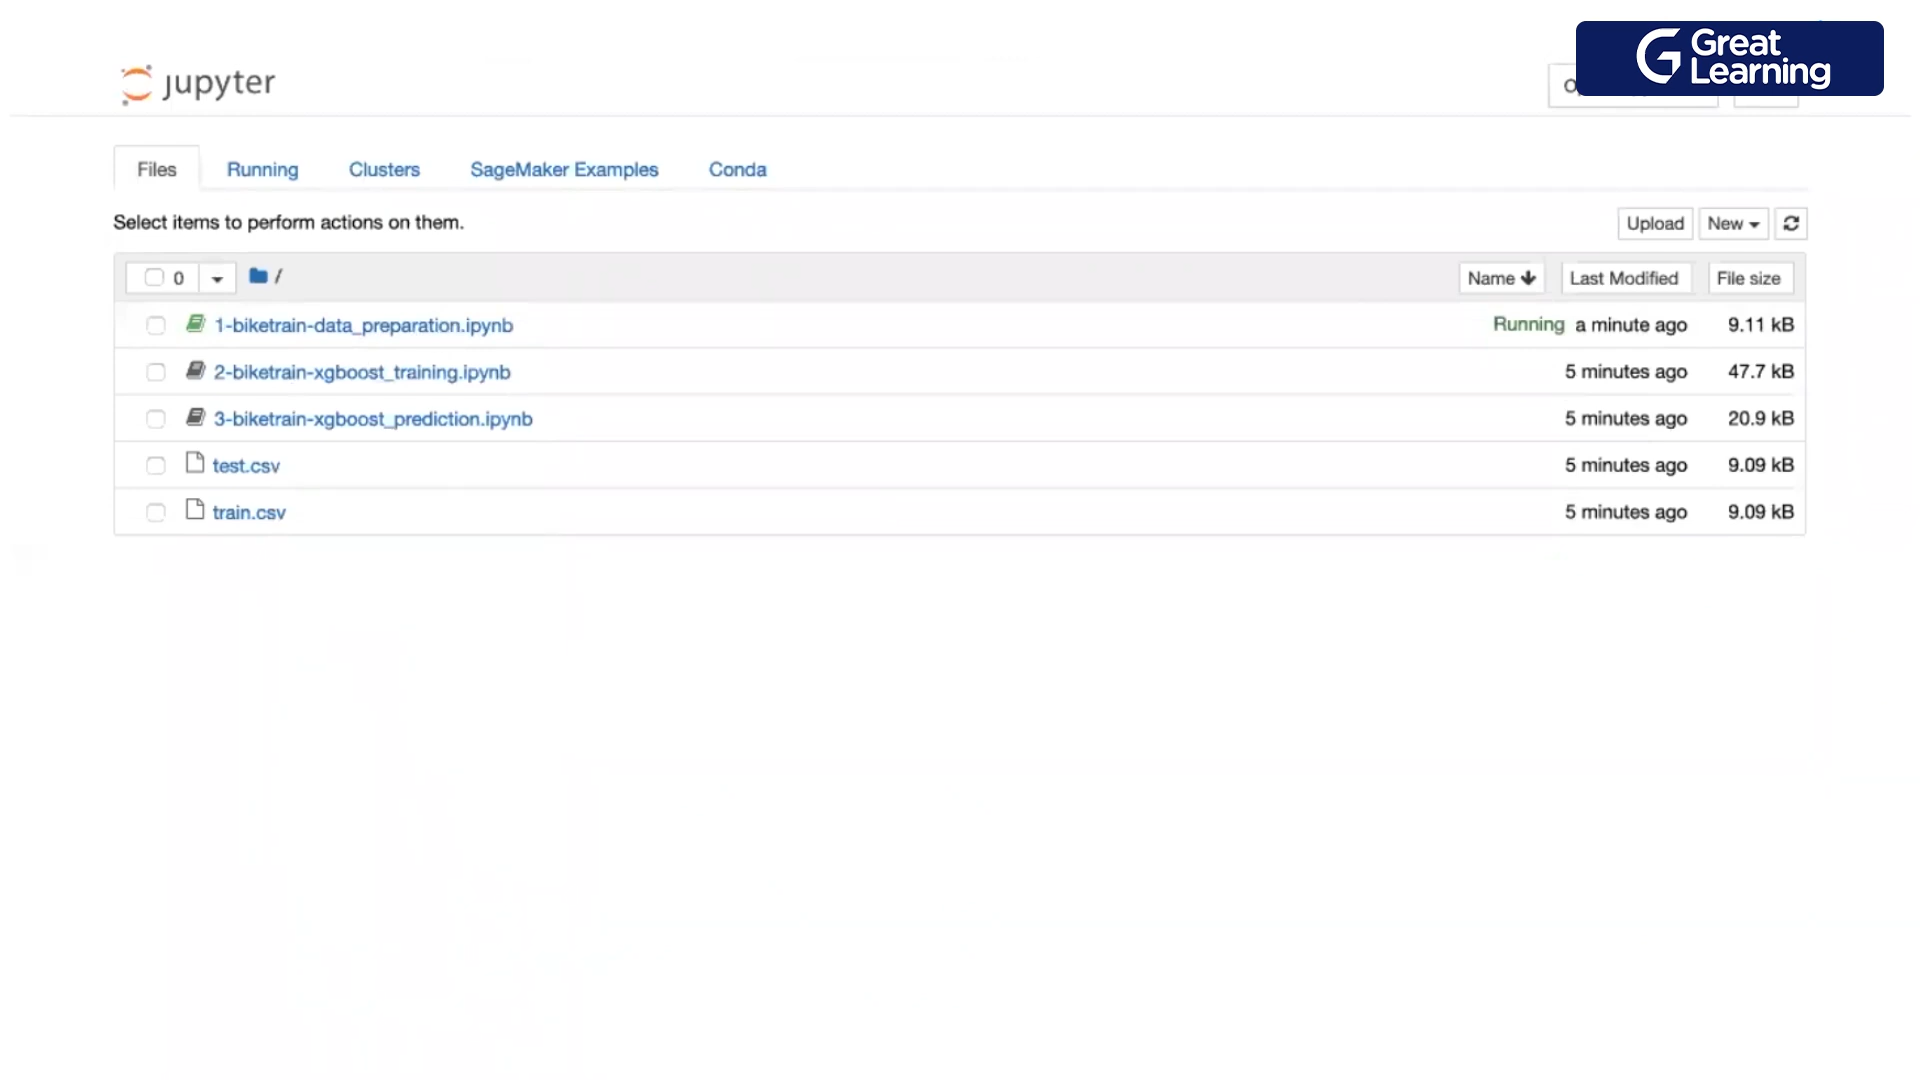 Great
Learning
jupyter
Files Running Clusters SageMaker Examples Conda
Select items to perform actions on them.
Upload New
0 /
Name Last Modified File size
1-biketrain-data_preparation.ipynb Running a minute ago 9.11 kB
2-biketrain-xgboost_training.ipynb 5 minutes ago 47.7 kB
3-biketrain-xgboost_prediction.ipynb 5 minutes ago 20.9 kB
test.csv 5 minutes ago 9.09 kB
train.csv 5 minutes ago 9.09 kB